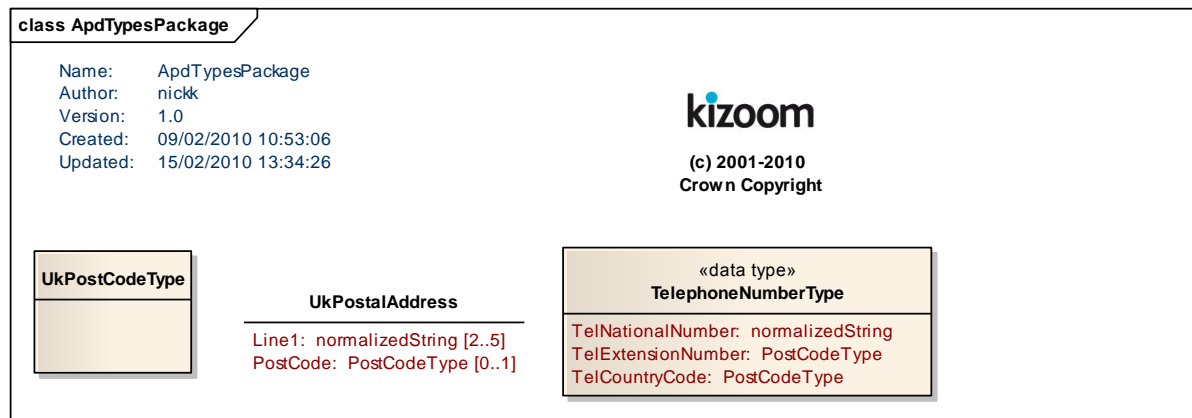 class ApdTypesPackage
Name: ApdTypesPackage
Author: nickk
Version: 1.0
Created: 09/02/2010 10:53:06
Updated: 15/02/2010 13:34:26
kizoom
(c) 2001-2010
Crown Copyright
UkPostCodeType
UkPostalAddress
Line1: normalizedString [2..5]
PostCode: PostCodeType [0..1]
«data type»
TelephoneNumberType
TelNationalNumber: normalizedString
TelExtensionNumber: PostCodeType
TelCountryCode: PostCodeType